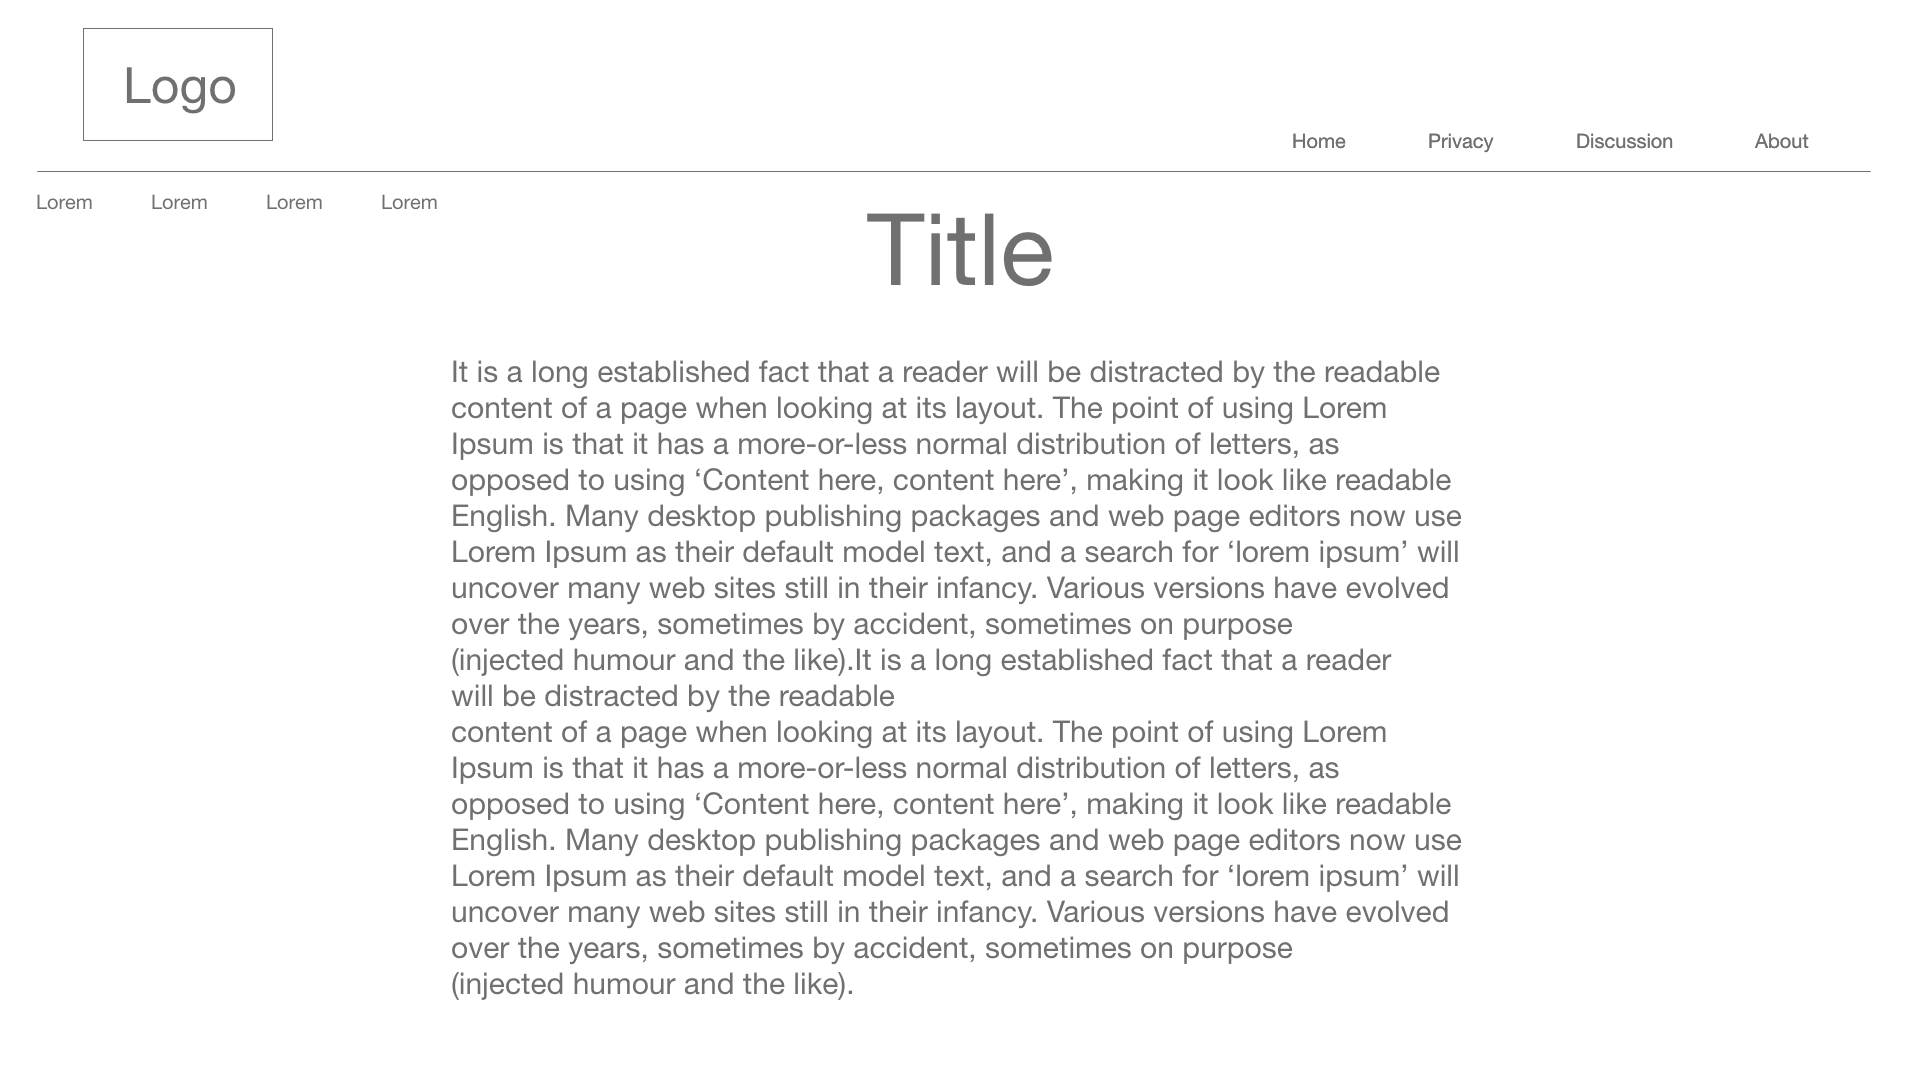 Logo
Home Privacy Discussion About
Lorem Lorem Lorem Lorem
Title
It is a long established fact that a reader will be distracted by the readable
content of a page when looking at its layout. The point of using Lorem
Ipsum is that it has a more-or-less normal distribution of letters, as
opposed to using ‘Content here, content here’, making it look like readable
English. Many desktop publishing packages and web page editors now use
Lorem Ipsum as their default model text, and a search for ‘lorem ipsum’ will
uncover many web sites still in their infancy. Various versions have evolved
over the years, sometimes by accident, sometimes on purpose
(injected humour and the like).It is a long established fact that a reader
will be distracted by the readable
content of a page when looking at its layout. The point of using Lorem
Ipsum is that it has a more-or-less normal distribution of letters, as
opposed to using ‘Content here, content here’, making it look like readable
English. Many desktop publishing packages and web page editors now use
Lorem Ipsum as their default model text, and a search for ‘lorem ipsum’ will
uncover many web sites still in their infancy. Various versions have evolved
over the years, sometimes by accident, sometimes on purpose
(injected humour and the like).